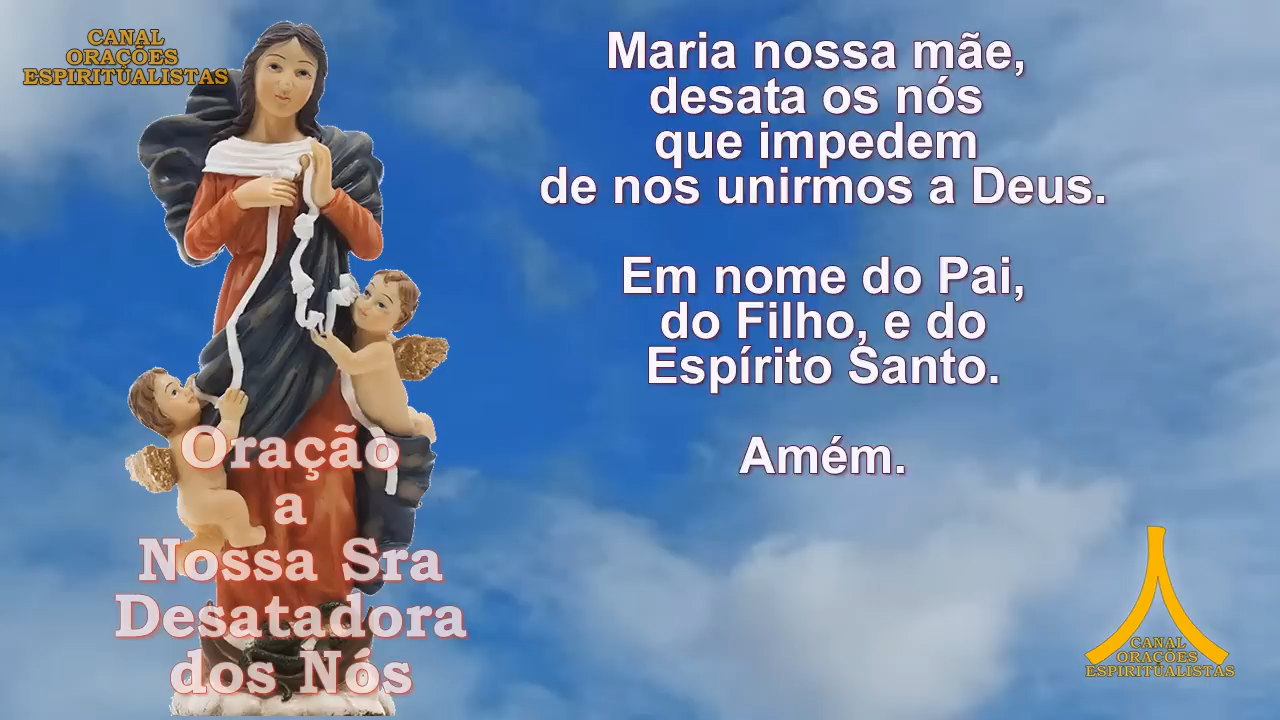 CANAL
ORAÇÕES
ESPIRITUALISTAS
Maria nossa mãe,
desata os nós
que impedem
de nos unirmos a Deus.
Em nome do Pai,
do Filho, e do
Espírito Santo.
Amém.
Oração
a
Nossa Sra
Desatadora
dos Nós
CANAL
ORAÇÕES
ESPIRITUALISTAS